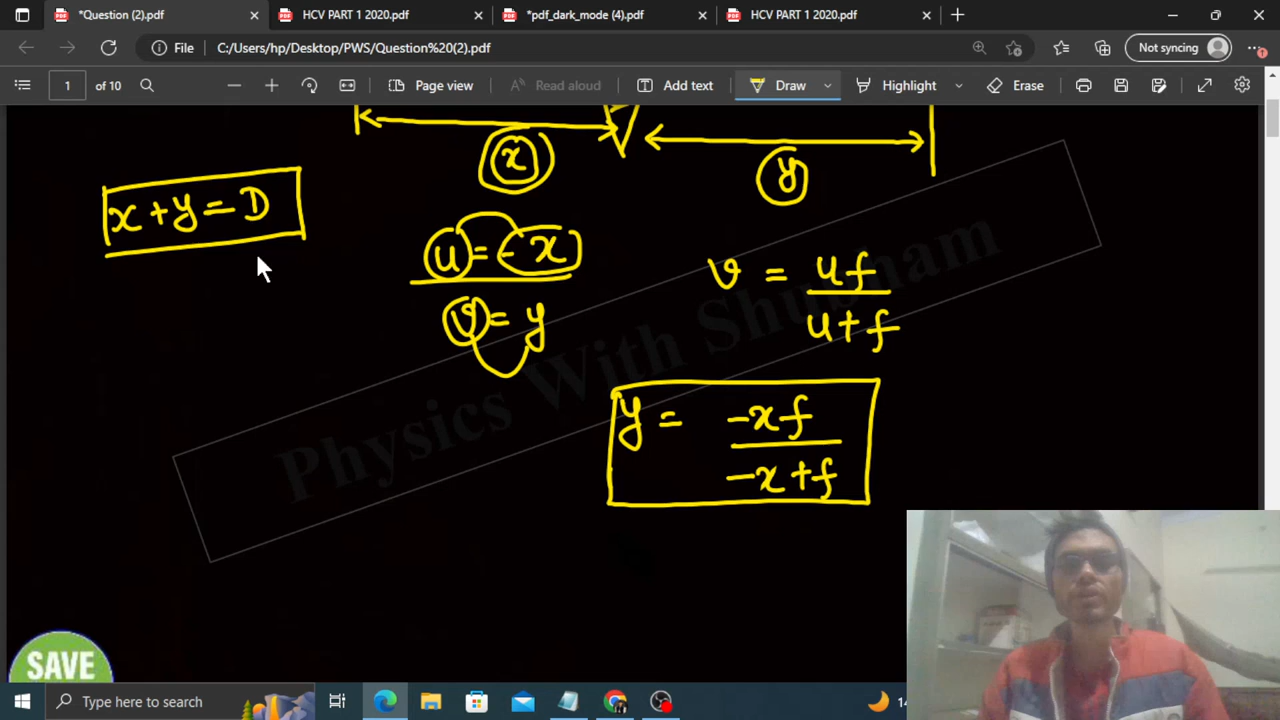 *Question (2).pdf
HCV PART 1 2020.pdf
*pdf_dark_mode (4).pdf
HCV PART 1 2020.pdf
File C:/Users/hp/Desktop/PWS/Question%20(2).pdf
Not syncing
1 of 10
Page view
Read aloud
Add text
Draw
Highlight
Erase
x
y
x + y = D
u = - x
v = uf / u + f
v = y
y = -xf / -x + f
Physics With Shubham
SAVE
Type here to search